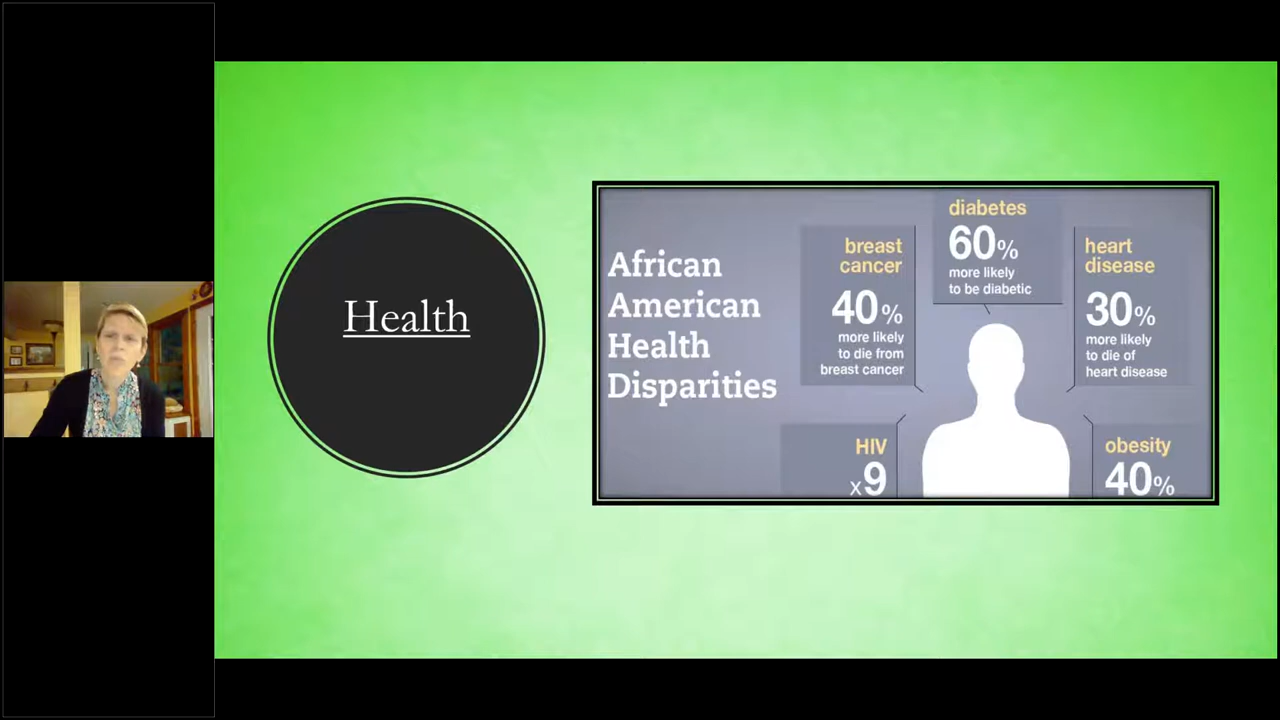 Health
African
American
Health
Disparities
breast
cancer
40%
more likely
to die from
breast cancer
diabetes
60%
more likely
to be diabetic
heart
disease
30%
more likely
to die of
heart disease
HIV
x9
obesity
40%